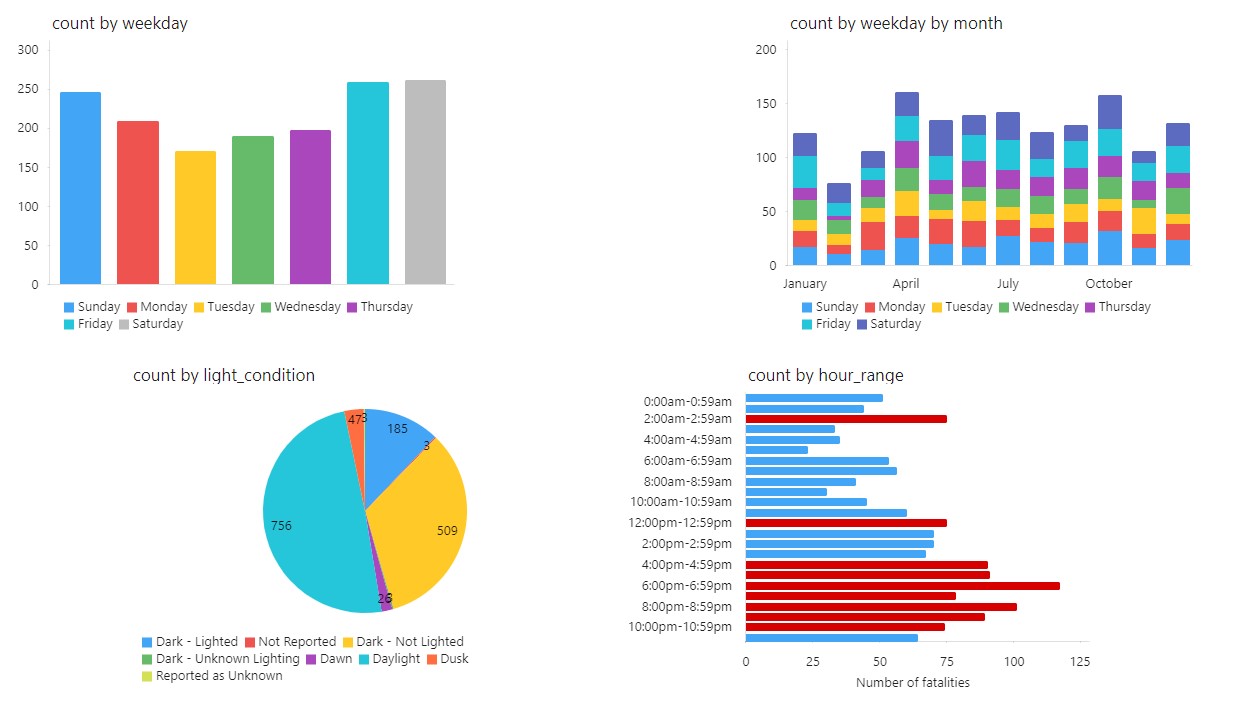 count by weekday
300
250
200
150
100
50
0
Sunday Monday Tuesday Wednesday Thursday
Friday Saturday
count by weekday by month
200
150
100
50
0
January April July October
Sunday Monday Tuesday Wednesday Thursday
Friday Saturday
count by light_condition
47 3
185
3
509
756
26 3
Dark - Lighted Not Reported Dark - Not Lighted
Dark - Unknown Lighting Dawn Daylight Dusk
Reported as Unknown
count by hour_range
0:00am-0:59am
2:00am-2:59am
4:00am-4:59am
6:00am-6:59am
8:00am-8:59am
10:00am-10:59am
12:00pm-12:59pm
2:00pm-2:59pm
4:00pm-4:59pm
6:00pm-6:59pm
8:00pm-8:59pm
10:00pm-10:59pm
0 25 50 75 100 125
Number of fatalities